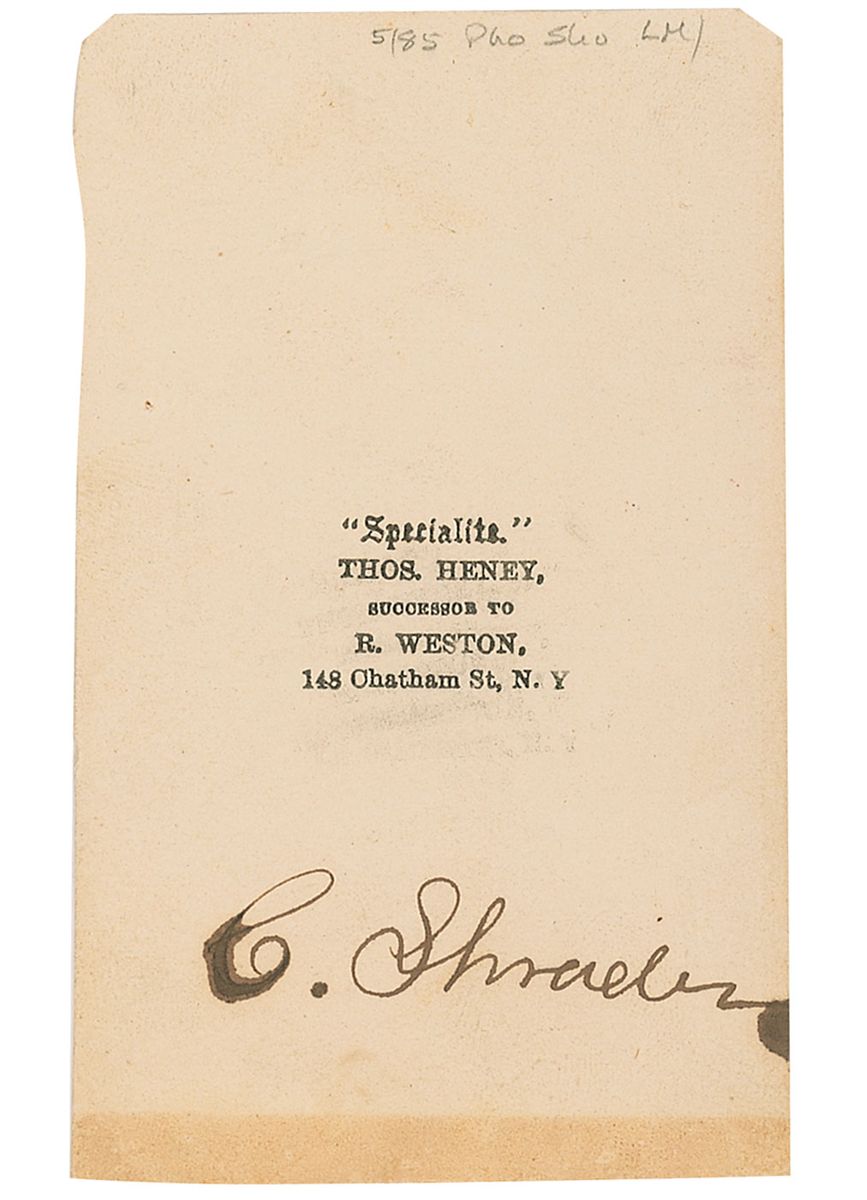 5/85 Pho Sho LM/
"Specialite."
THOS. HENEY,
SUCCESSOR TO
R. WESTON,
148 Chatham St, N. Y
C. Shrader